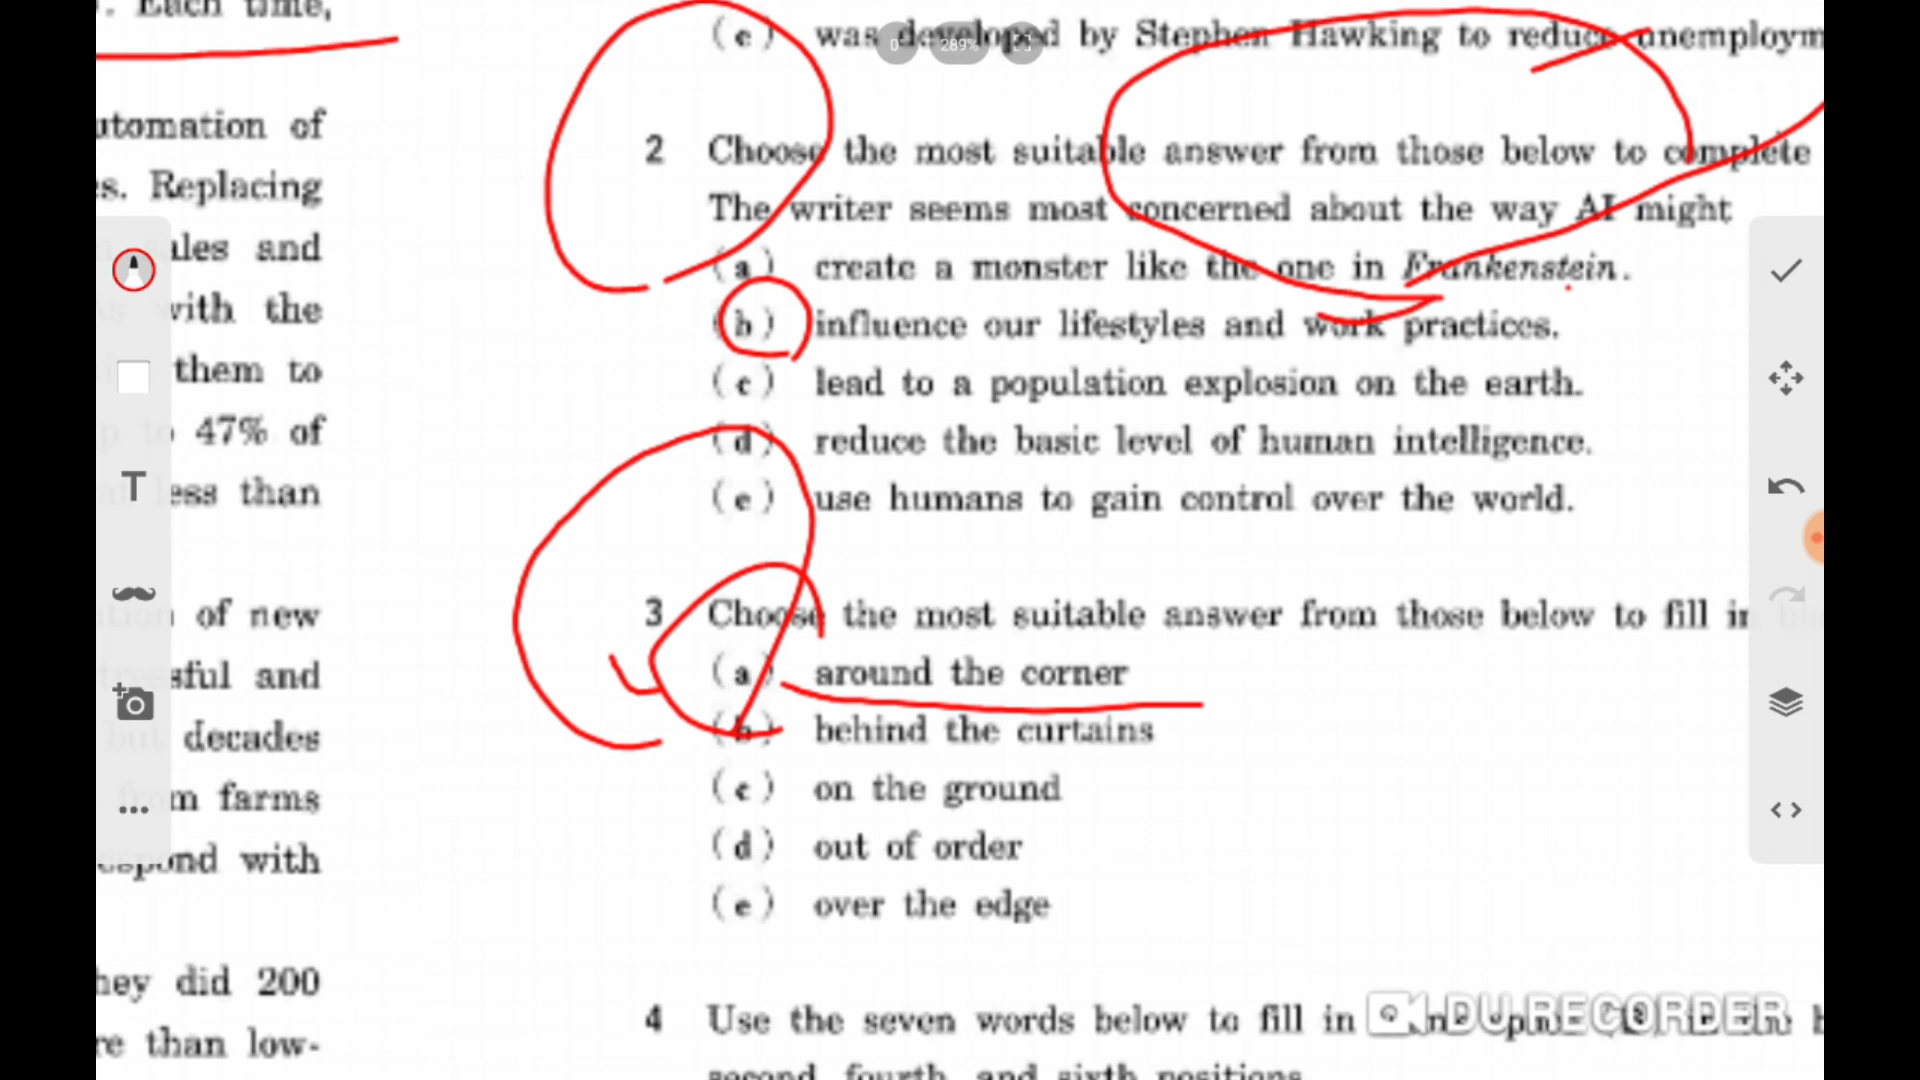 . Each time,
utomation of
es. Replacing
ales and
with the
them to
47% of
ess than
of new
sful and
decades
m farms
espond with
hey did 200
re than low-
(e) was developed by Stephen Hawking to reduce unemploym
289%
2 Choose the most suitable answer from those below to complete
The writer seems most concerned about the way AI might
(a) create a monster like the one in Frankenstein.
(b) influence our lifestyles and work practices.
(c) lead to a population explosion on the earth.
(d) reduce the basic level of human intelligence.
(e) use humans to gain control over the world.
3 Choose the most suitable answer from those below to fill in
(a) around the corner
(b) behind the curtains
(c) on the ground
(d) out of order
(e) over the edge
4 Use the seven words below to fill in
second, fourth, and sixth positions
DU RECORDER
T